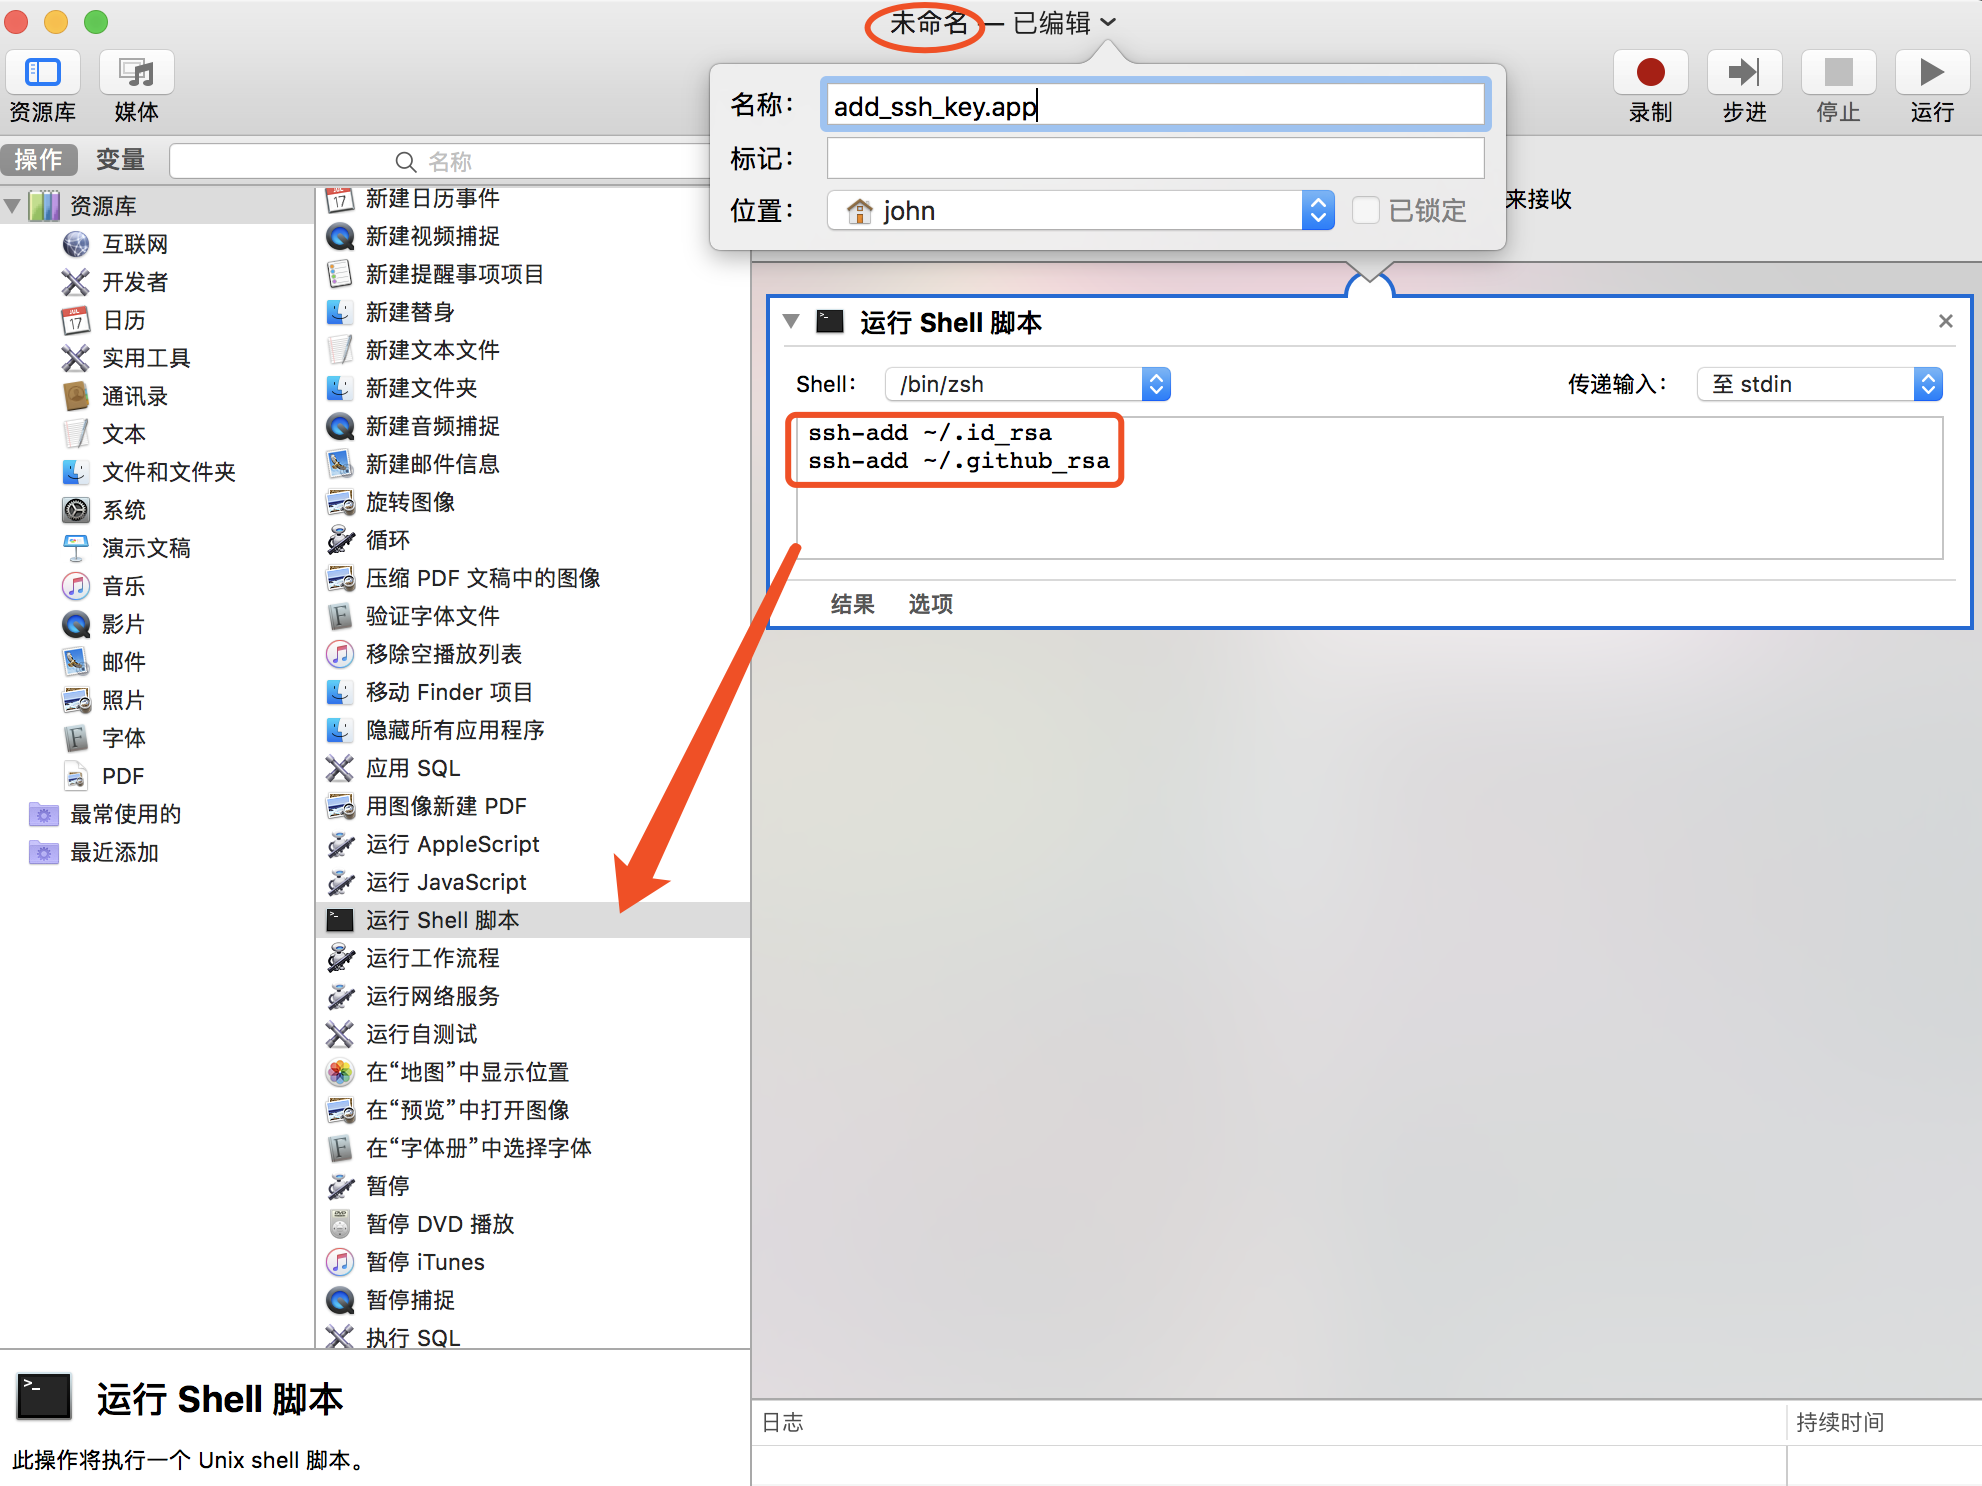 未命名 — 已编辑
资源库
媒体
录制
步进
停止
运行
名称：
add_ssh_key.app
标记：
位置：
john
已锁定
操作
变量
名称
来接收
资源库
互联网
开发者
日历
实用工具
通讯录
文本
文件和文件夹
系统
演示文稿
音乐
影片
邮件
照片
字体
PDF
最常使用的
最近添加
新建日历事件
新建视频捕捉
新建提醒事项项目
新建替身
新建文本文件
新建文件夹
新建音频捕捉
新建邮件信息
旋转图像
循环
压缩 PDF 文稿中的图像
验证字体文件
移除空播放列表
移动 Finder 项目
隐藏所有应用程序
应用 SQL
用图像新建 PDF
运行 AppleScript
运行 JavaScript
运行 Shell 脚本
运行工作流程
运行网络服务
运行自测试
在“地图”中显示位置
在“预览”中打开图像
在“字体册”中选择字体
暂停
暂停 DVD 播放
暂停 iTunes
暂停捕捉
执行 SQL
运行 Shell 脚本
Shell：
/bin/zsh
传递输入：
至 stdin
ssh-add ~/.id_rsa
ssh-add ~/.github_rsa
结果
选项
运行 Shell 脚本
此操作将执行一个 Unix shell 脚本。
日志
持续时间